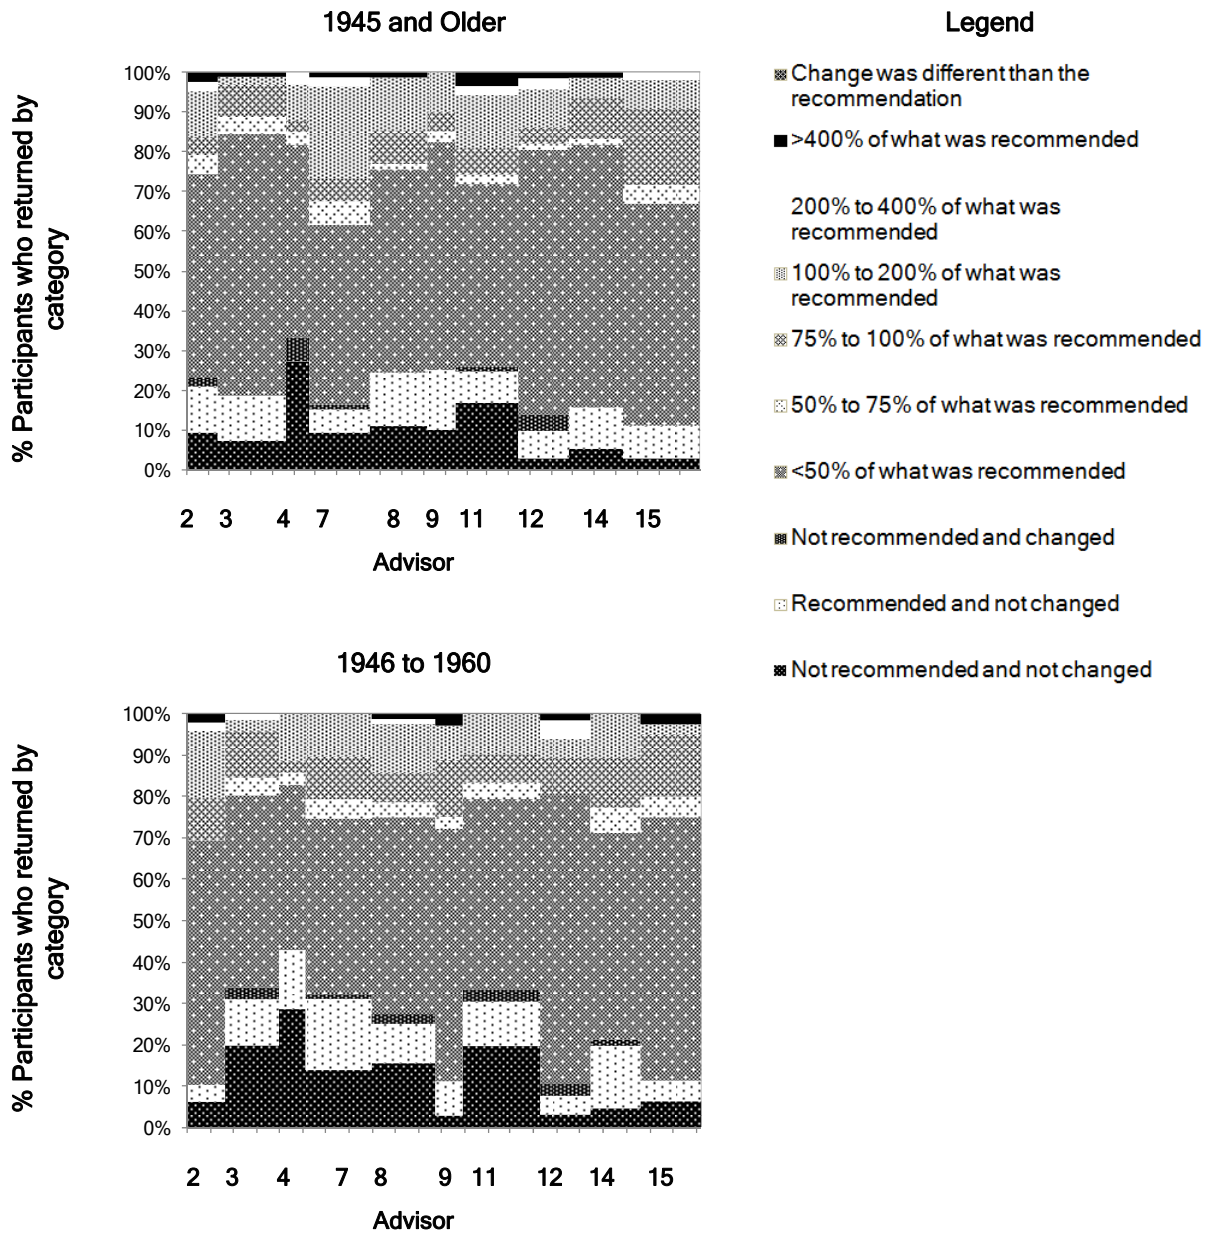 1945 and Older
100%
90%
80%
70%
60%
50%
40%
30%
20%
10%
0%
% Participants who returned by
category
2 3 4 7 8 9 11 12 14 15
Advisor
1946 to 1960
100%
90%
80%
70%
60%
50%
40%
30%
20%
10%
0%
% Participants who returned by
category
2 3 4 7 8 9 11 12 14 15
Advisor
Legend
Change was different than the
recommendation
>400% of what was recommended
200% to 400% of what was
recommended
100% to 200% of what was
recommended
75% to 100% of what was recommended
50% to 75% of what was recommended
<50% of what was recommended
Not recommended and changed
Recommended and not changed
Not recommended and not changed